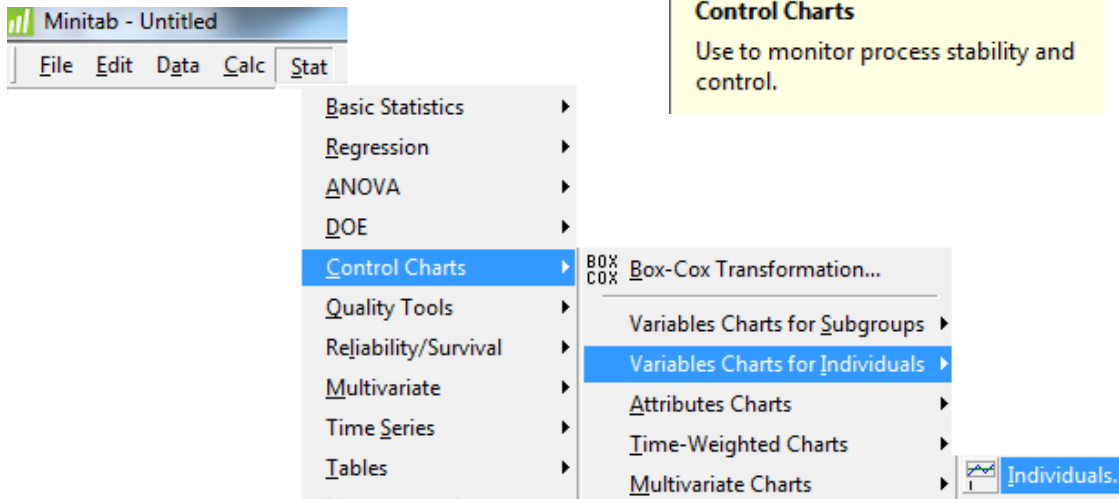 Minitab - Untitled
File Edit Data Calc Stat
Control Charts
Use to monitor process stability and
control.
Basic Statistics
Regression
ANOVA
DOE
Control Charts
Quality Tools
Reliability/Survival
Multivariate
Time Series
Tables
BOX
COX
Box-Cox Transformation...
Variables Charts for Subgroups
Variables Charts for Individuals
Attributes Charts
Time-Weighted Charts
Multivariate Charts
Individuals.